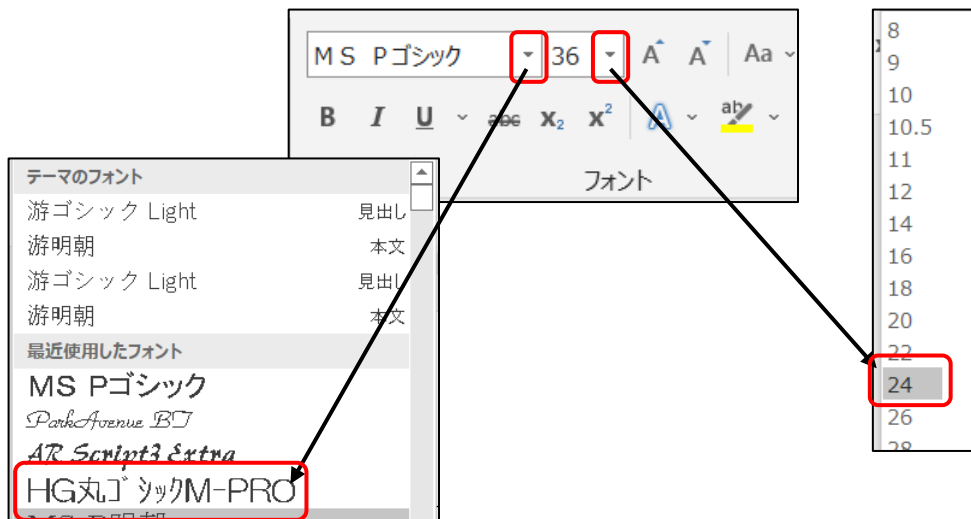 MS Pゴシック 36 A A Aa
B I U abc X₂ X² A ab
フォント
テーマのフォント
游ゴシック Light 見出し
游明朝 本文
游ゴシック Light 見出し
游明朝 本文
最近使用したフォント
MS Pゴシック
ParkAvenue BT
AR Script3 Extra
HG丸ゴシックM-PRO
8
9
10
10.5
11
12
14
16
18
20
22
24
26
28